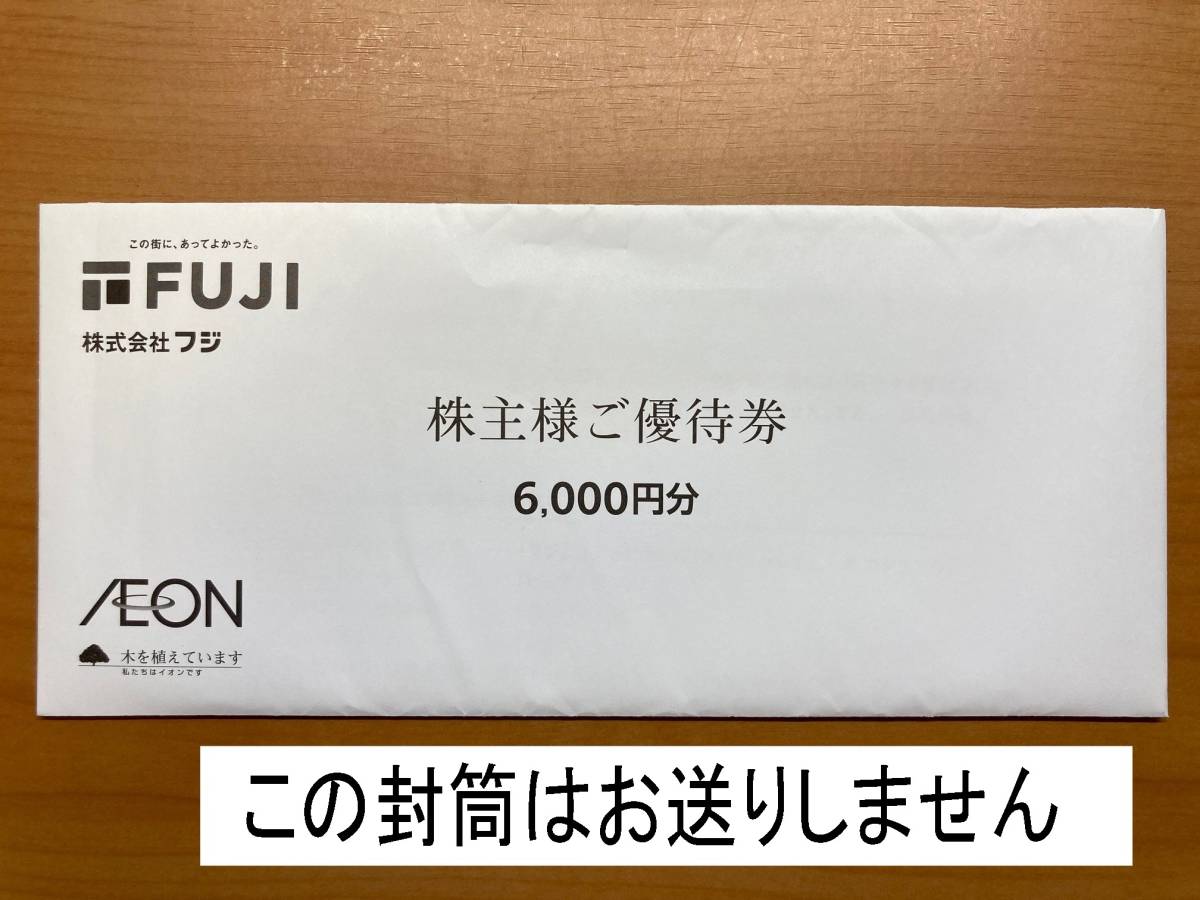 この街に、あってよかった。
FUJI
株式会社フジ
株主様ご優待券
6,000円分
ÆON
木を植えています
私たちはイオンです
この封筒はお送りしません